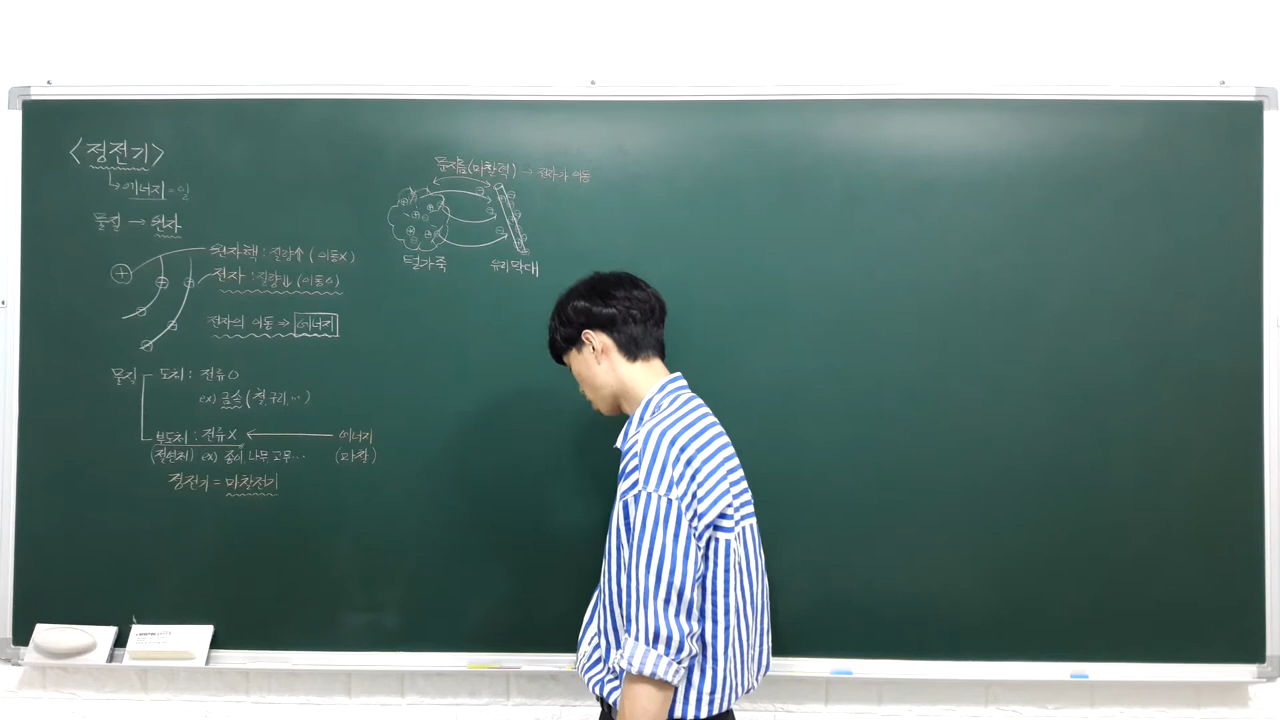 <정전기>
↳ 에너지 = 일
물질 → 원자
원자핵 : 질량↑ (이동X)
전자 : 질량↓ (이동○)
전자의 이동 ⇒ 에너지
물질
도체 : 전류○
ex) 금속 (철, 구리, …)
부도체 : 전류X ← 에너지
(절연체) ex) 종이, 나무, 고무… (마찰)
정전기 = 마찰전기
문지름(마찰력) → 전자가 이동
털가죽 유리막대